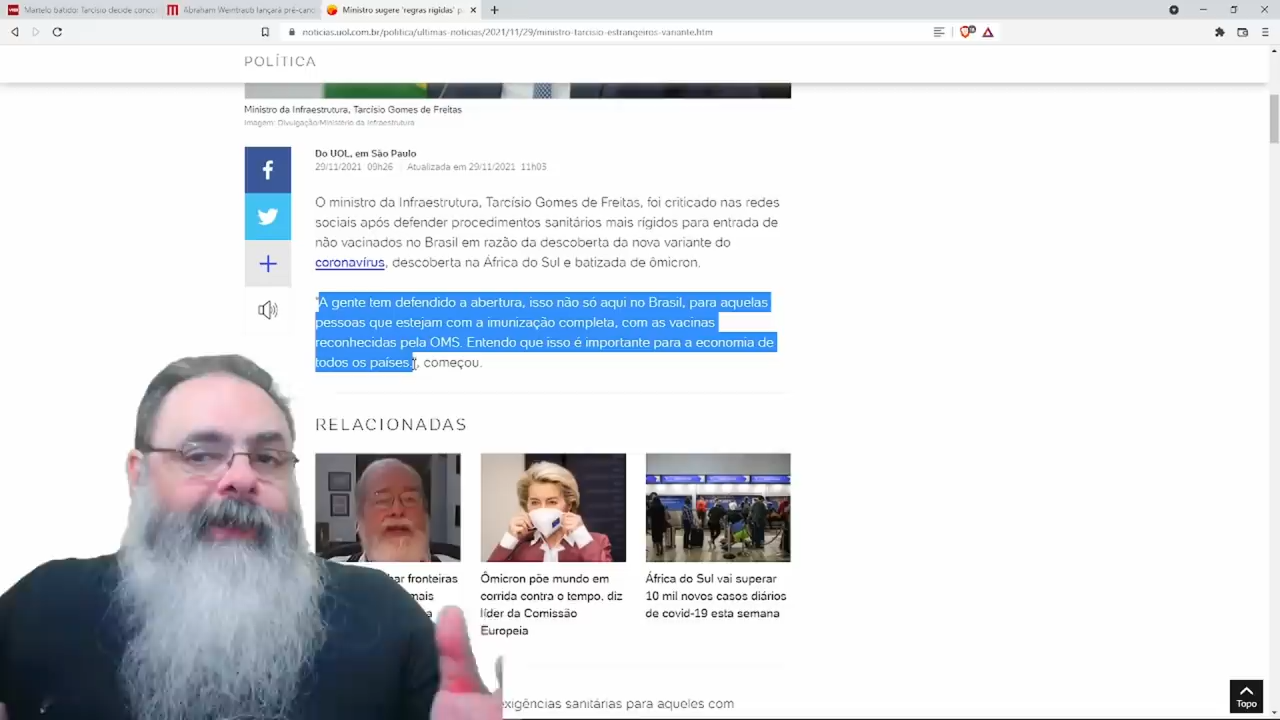 Martelo batido: Tarcísio decide conco
Abraham Weintraub lançará pré-canc
Ministro sugere 'regras rígidas' p
noticias.uol.com.br/politica/ultimas-noticias/2021/11/29/ministro-tarcisio-estrangeiros-variante.htm
POLÍTICA
Ministro da Infraestrutura, Tarcísio Gomes de Freitas
Imagem: Divulgação/Ministério da Infraestrutura
Do UOL, em São Paulo
29/11/2021 09h26 Atualizada em 29/11/2021 11h03
O ministro da Infraestrutura, Tarcísio Gomes de Freitas, foi criticado nas redes
sociais após defender procedimentos sanitários mais rígidos para entrada de
não vacinados no Brasil em razão da descoberta da nova variante do
coronavírus, descoberta na África do Sul e batizada de ômicron.
"A gente tem defendido a abertura, isso não só aqui no Brasil, para aquelas
pessoas que estejam com a imunização completa, com as vacinas
reconhecidas pela OMS. Entendo que isso é importante para a economia de
todos os países", começou.
RELACIONADAS
har fronteiras
mais
Ômicron põe mundo em
corrida contra o tempo, diz
líder da Comissão
Europeia
África do Sul vai superar
10 mil novos casos diários
de covid-19 esta semana
exigências sanitárias para aqueles com
Topo